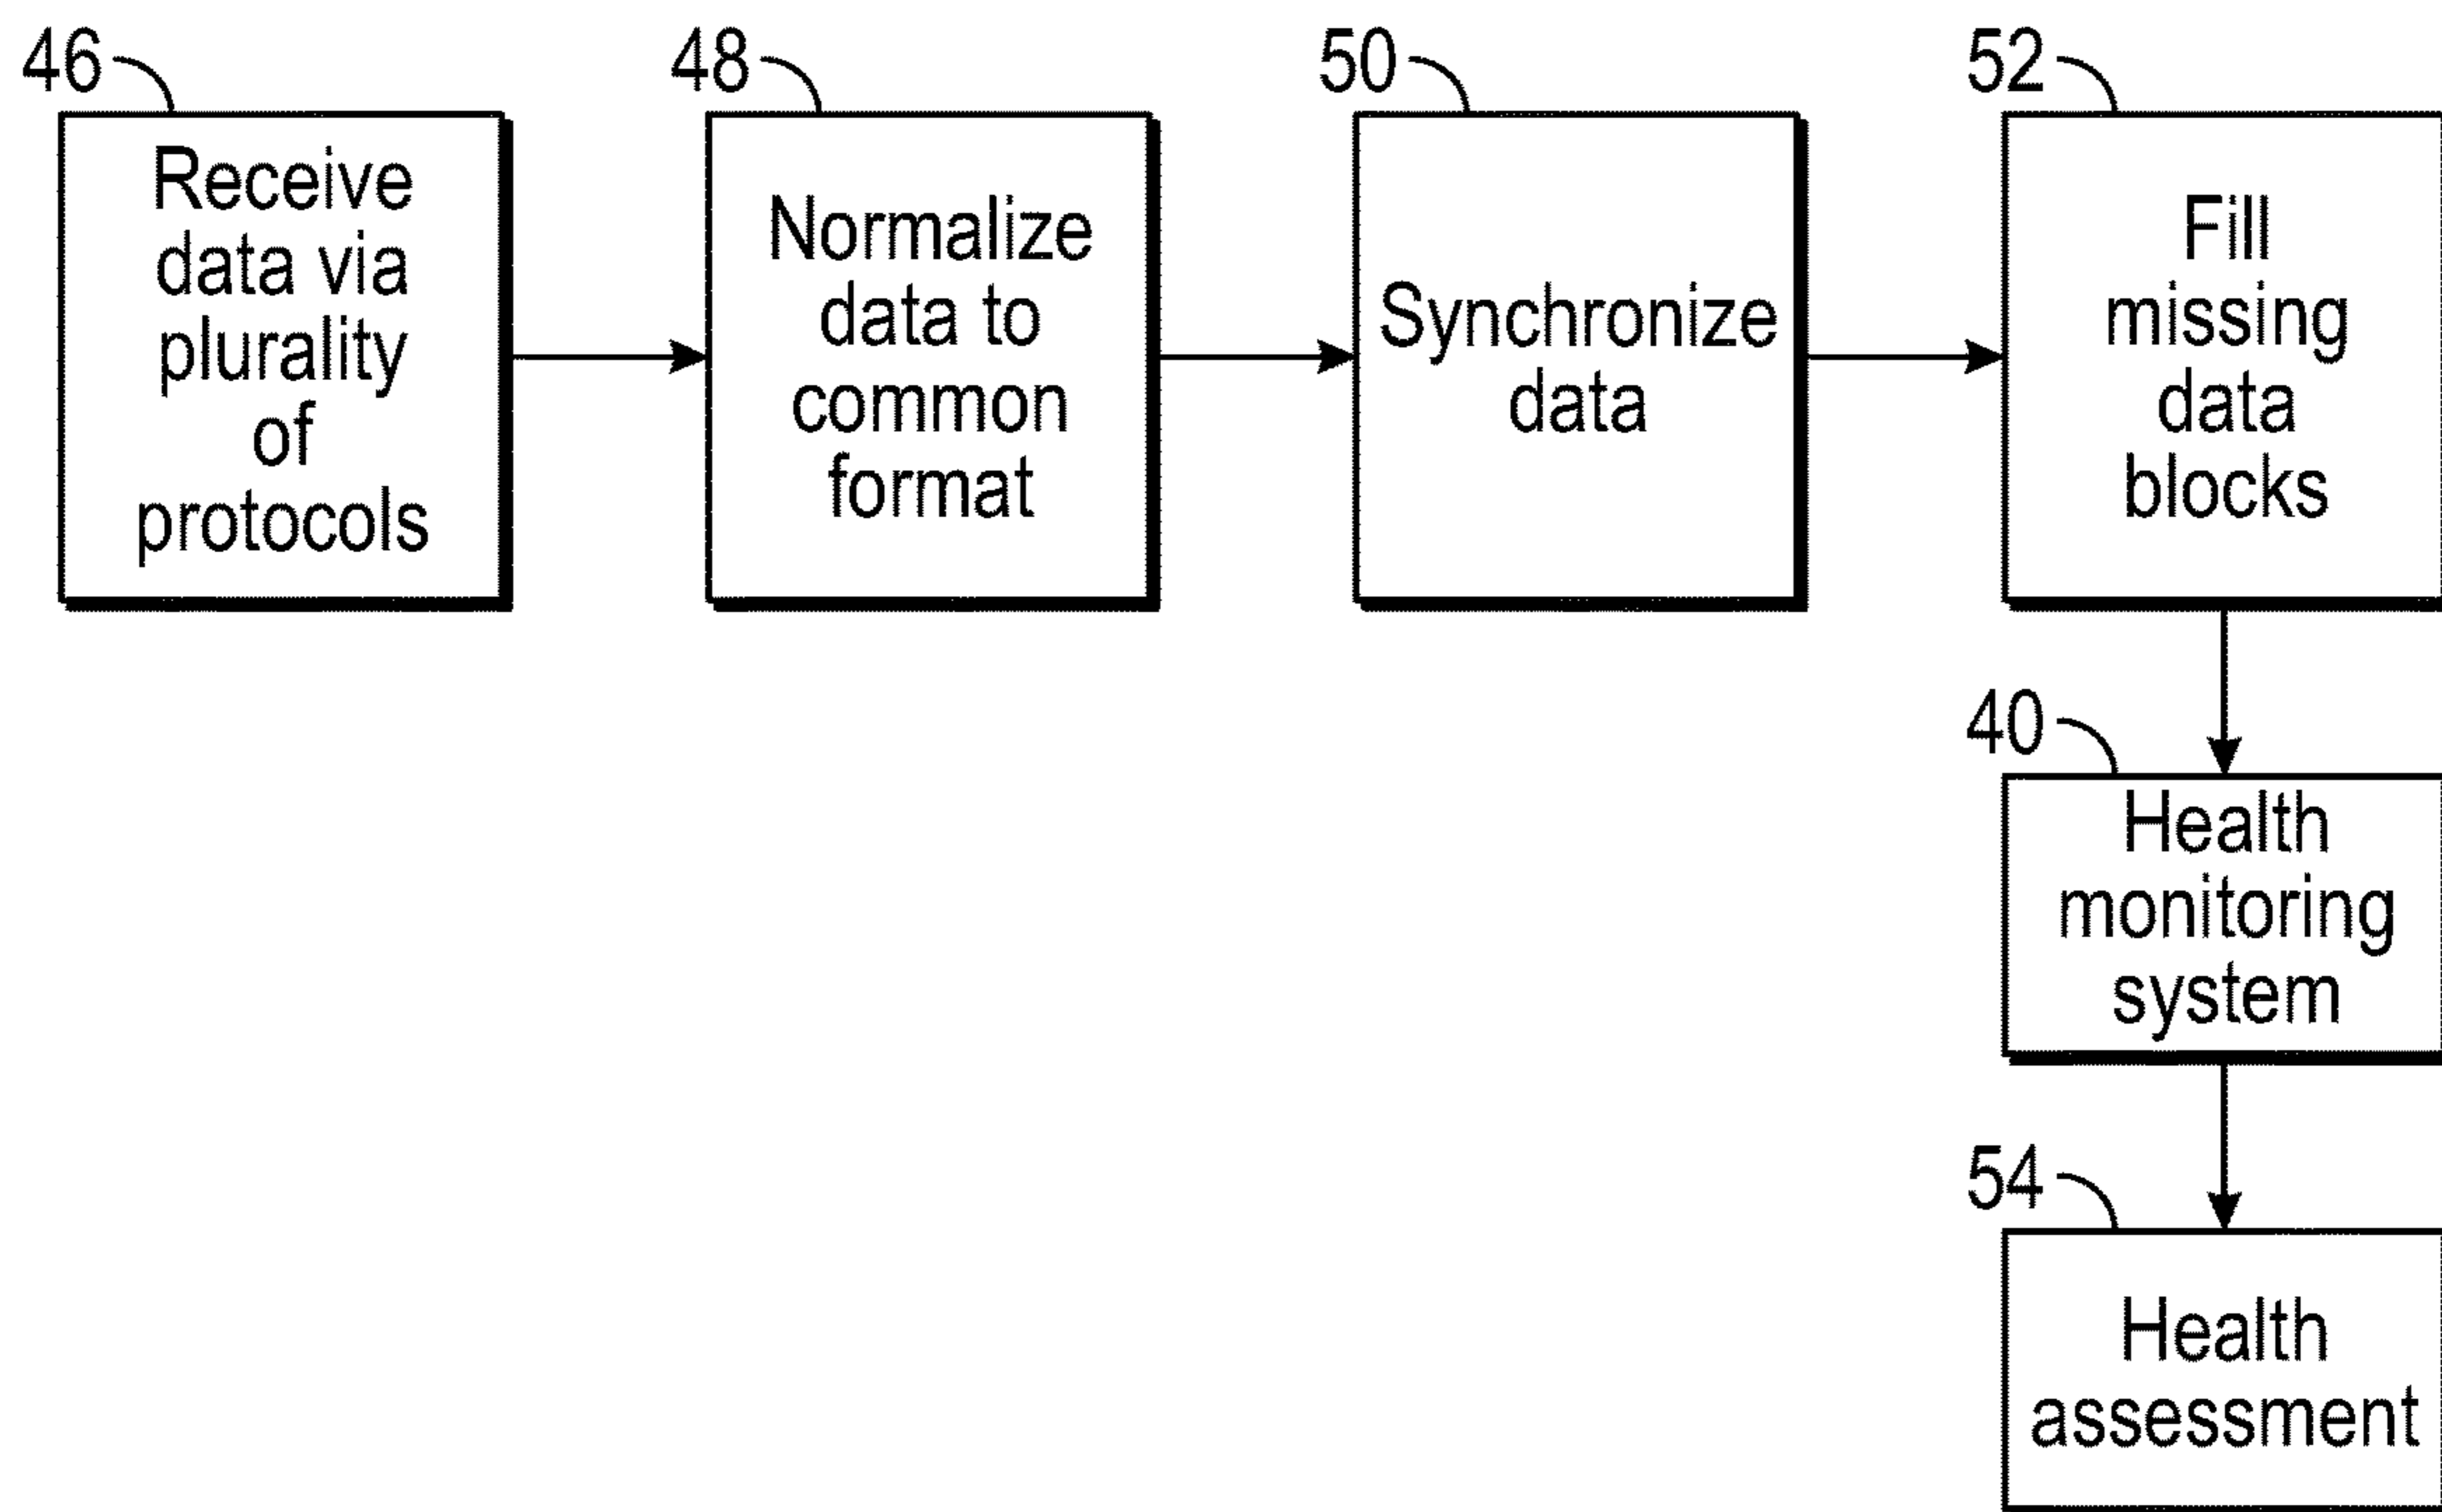 46
Receive
data via
plurality
of
protocols
48
Normalize
data to
common
format
50
Synchronize
data
52
Fill
missing
data
blocks
40
Health
monitoring
system
54
Health
assessment